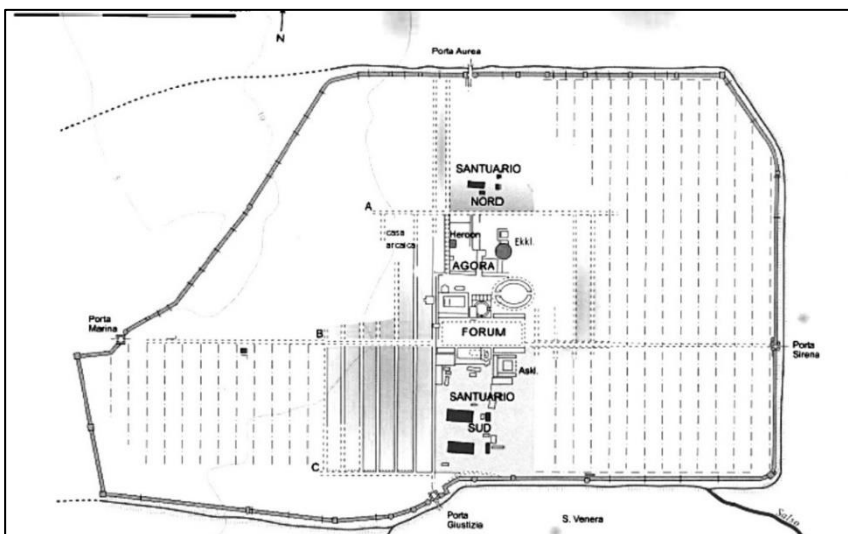 N
Porta Aurea
SANTUARIO
NORD
A
casa
arcaica
Heroon
Ekkl.
AGORA
Porta
Marina
B
FORUM
Porta
Sirena
Askl.
SANTUARIO
SUD
C
Porta
Giustizia
S. Venera
Salso